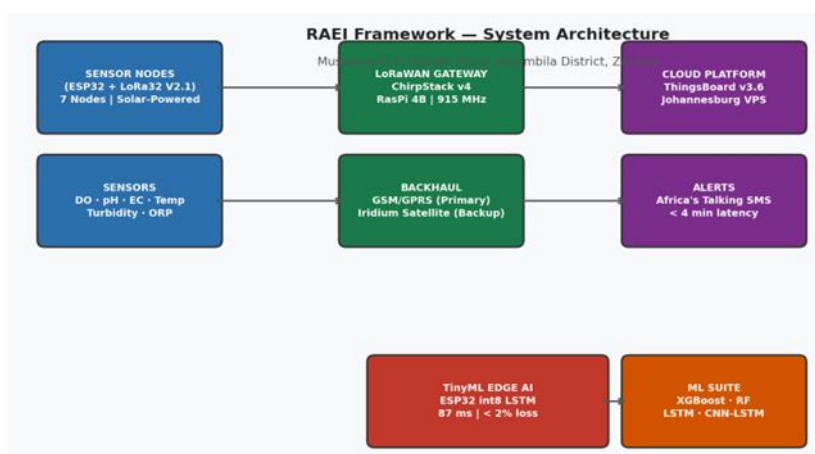 RAEI Framework — System Architecture
mbila District, Z
SENSOR NODES
(ESP32 + LoRa32 V2.1)
7 Nodes | Solar-Powered
LoRaWAN GATEWAY
ChirpStack v4
RasPi 4B | 915 MHz
CLOUD PLATFORM
ThingsBoard v3.6
Johannesburg VPS
SENSORS
DO · pH · EC · Temp
Turbidity · ORP
BACKHAUL
GSM/GPRS (Primary)
Iridium Satellite (Backup)
ALERTS
Africa's Talking SMS
< 4 min latency
TinyML EDGE AI
ESP32 int8 LSTM
87 ms | < 2% loss
ML SUITE
XGBoost · RF
LSTM · CNN-LSTM